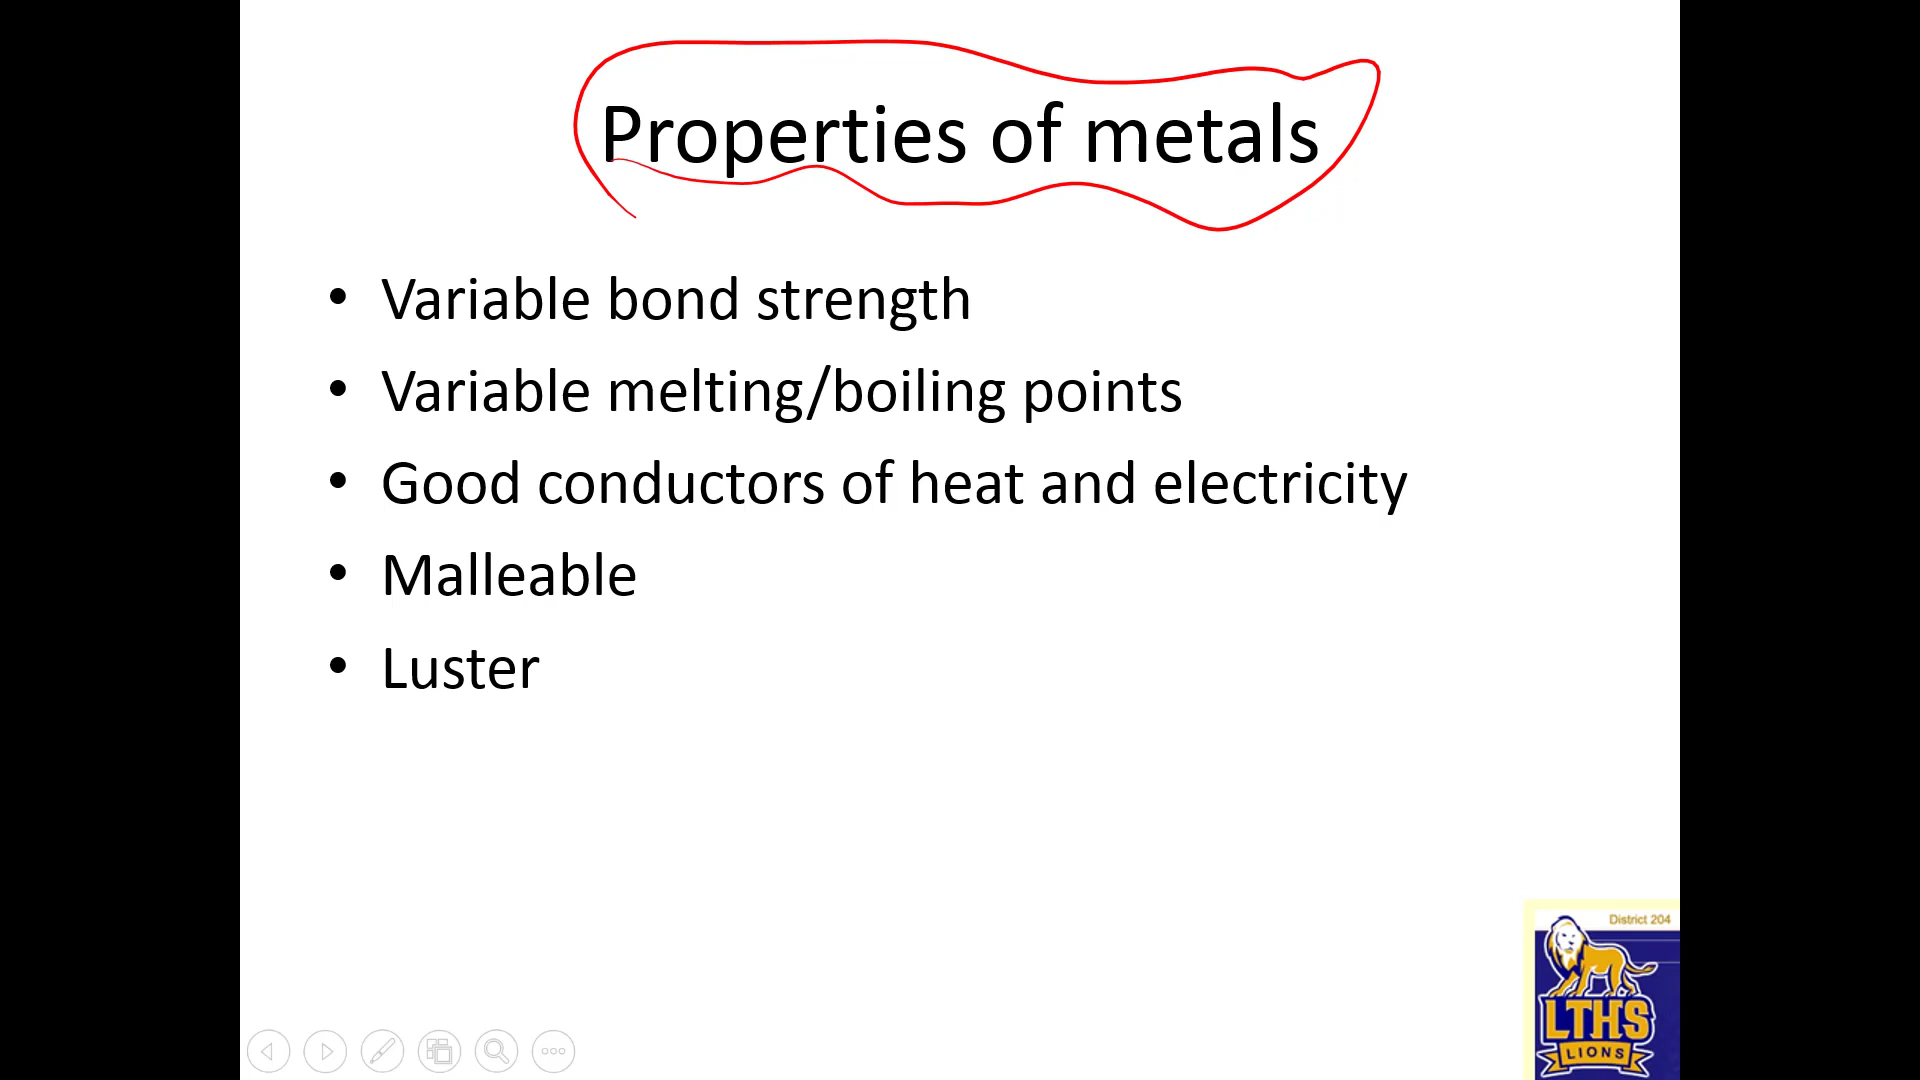 Properties of metals
• Variable bond strength
• Variable melting/boiling points
• Good conductors of heat and electricity
• Malleable
• Luster
District 204
LTHS
LIONS